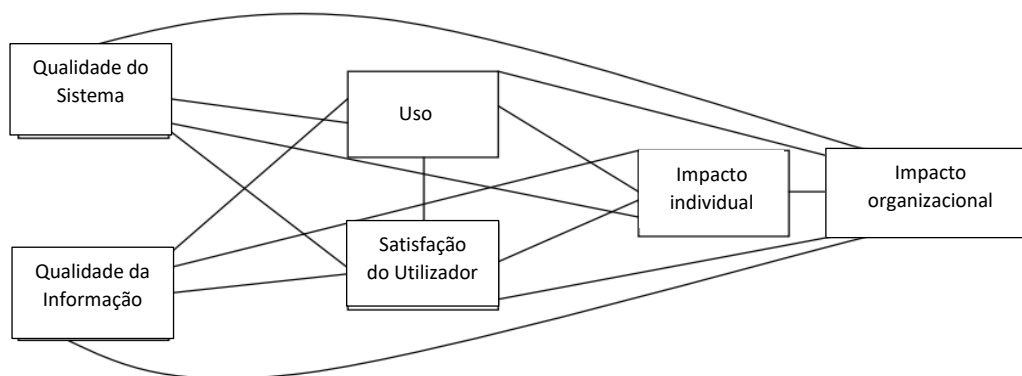 Qualidade do
Sistema
Uso
Impacto
individual
Impacto
organizacional
Qualidade da
Informação
Satisfação
do Utilizador